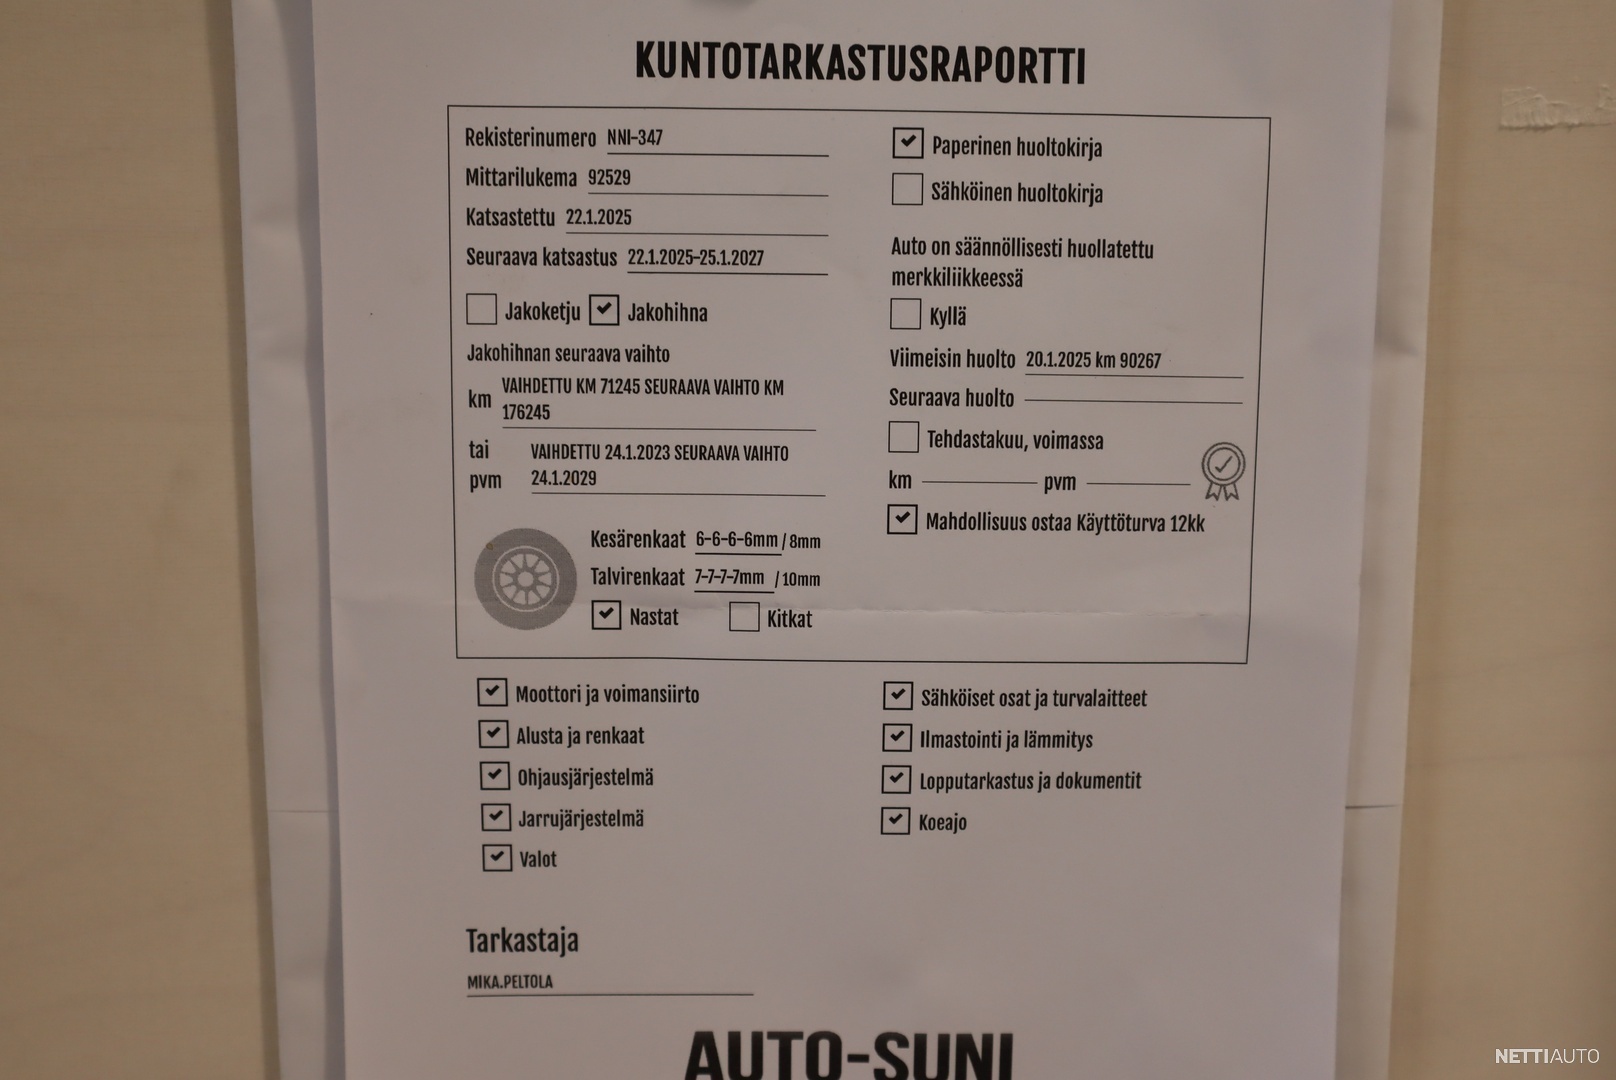 KUNTOTARKASTUSRAPORTTI
Rekisterinumero NNI-347
Mittarilukema 92529
Katsastettu 22.1.2025
Seuraava katsastus 22.1.2025-25.1.2027
Jakoketju Jakohihna
Jakohihnan seuraava vaihto
km VAIHDETTU KM 71245 SEURAAVA VAIHTO KM
176245
tai
pvm VAIHDETTU 24.1.2023 SEURAAVA VAIHTO
24.1.2029
Kesärenkaat 6-6-6-6mm / 8mm
Talvirenkaat 7-7-7-7mm / 10mm
Nastat Kitkat
Paperinen huoltokirja
Sähköinen huoltokirja
Auto on säännöllisesti huollatettu
merkkiliikkeessä
Kyllä
Viimeisin huolto 20.1.2025 km 90267
Seuraava huolto
Tehdastakuu, voimassa
km pvm
Mahdollisuus ostaa Käyttöturva 12kk
Moottori ja voimansiirto
Alusta ja renkaat
Ohjausjärjestelmä
Jarrujärjestelmä
Valot
Sähköiset osat ja turvalaitteet
Ilmastointi ja lämmitys
Lopputarkastus ja dokumentit
Koeajo
Tarkastaja
MIKA.PELTOLA
AUTO-SUNI
NETTIAUTO